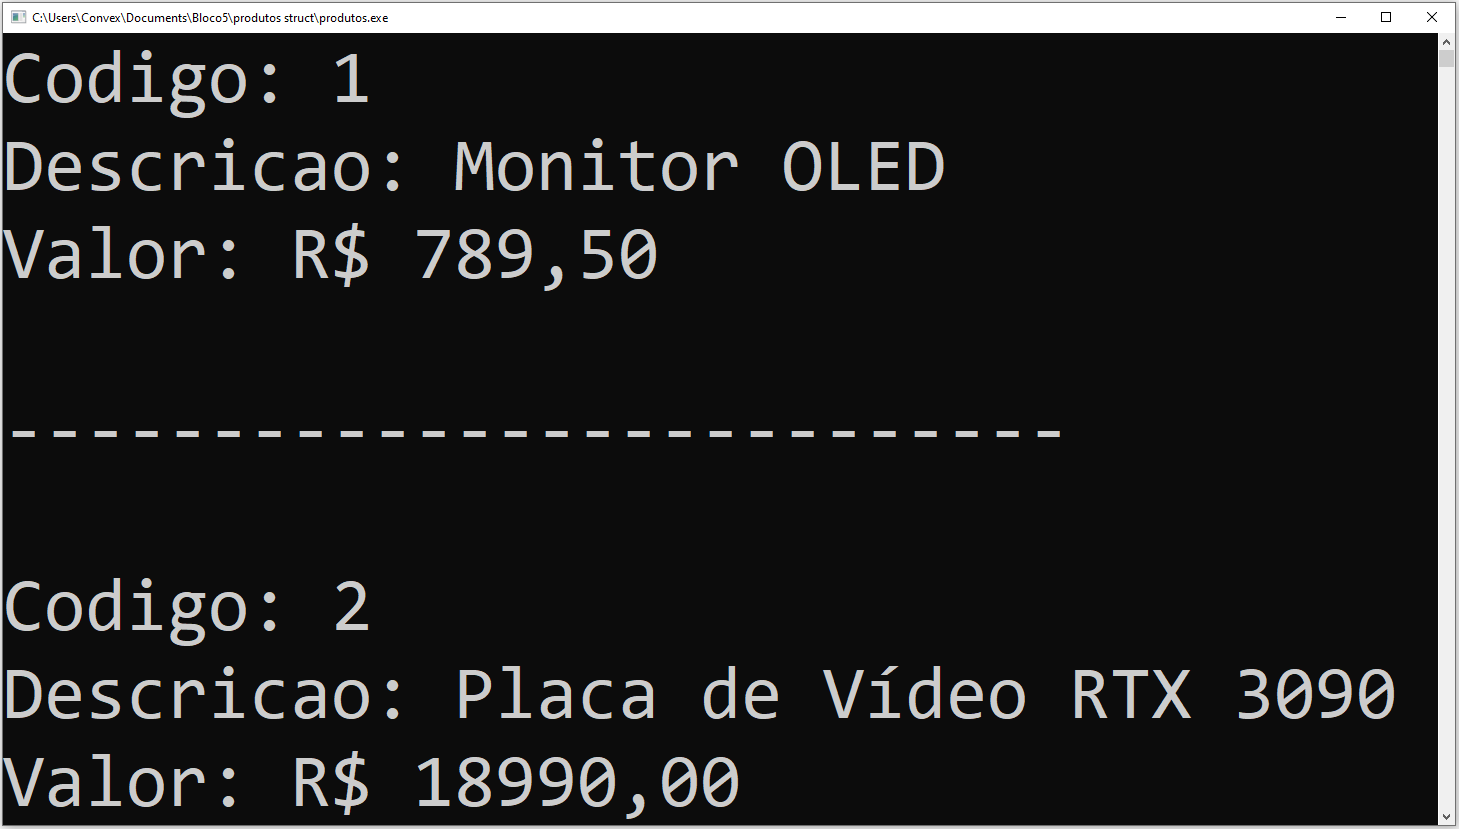 C:\Users\Convex\Documents\Bloco5\produtos struct\produtos.exe
Codigo: 1
Descricao: Monitor OLED
Valor: R$ 789,50
--------------------------
Codigo: 2
Descricao: Placa de Vídeo RTX 3090
Valor: R$ 18990,00